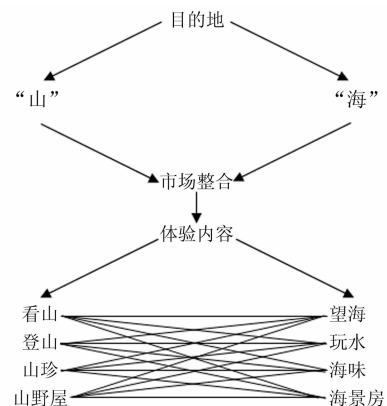 目的地
“山” “海”
市场整合
体验内容
看山 望海
登山 玩水
山珍 海味
山野屋 海景房